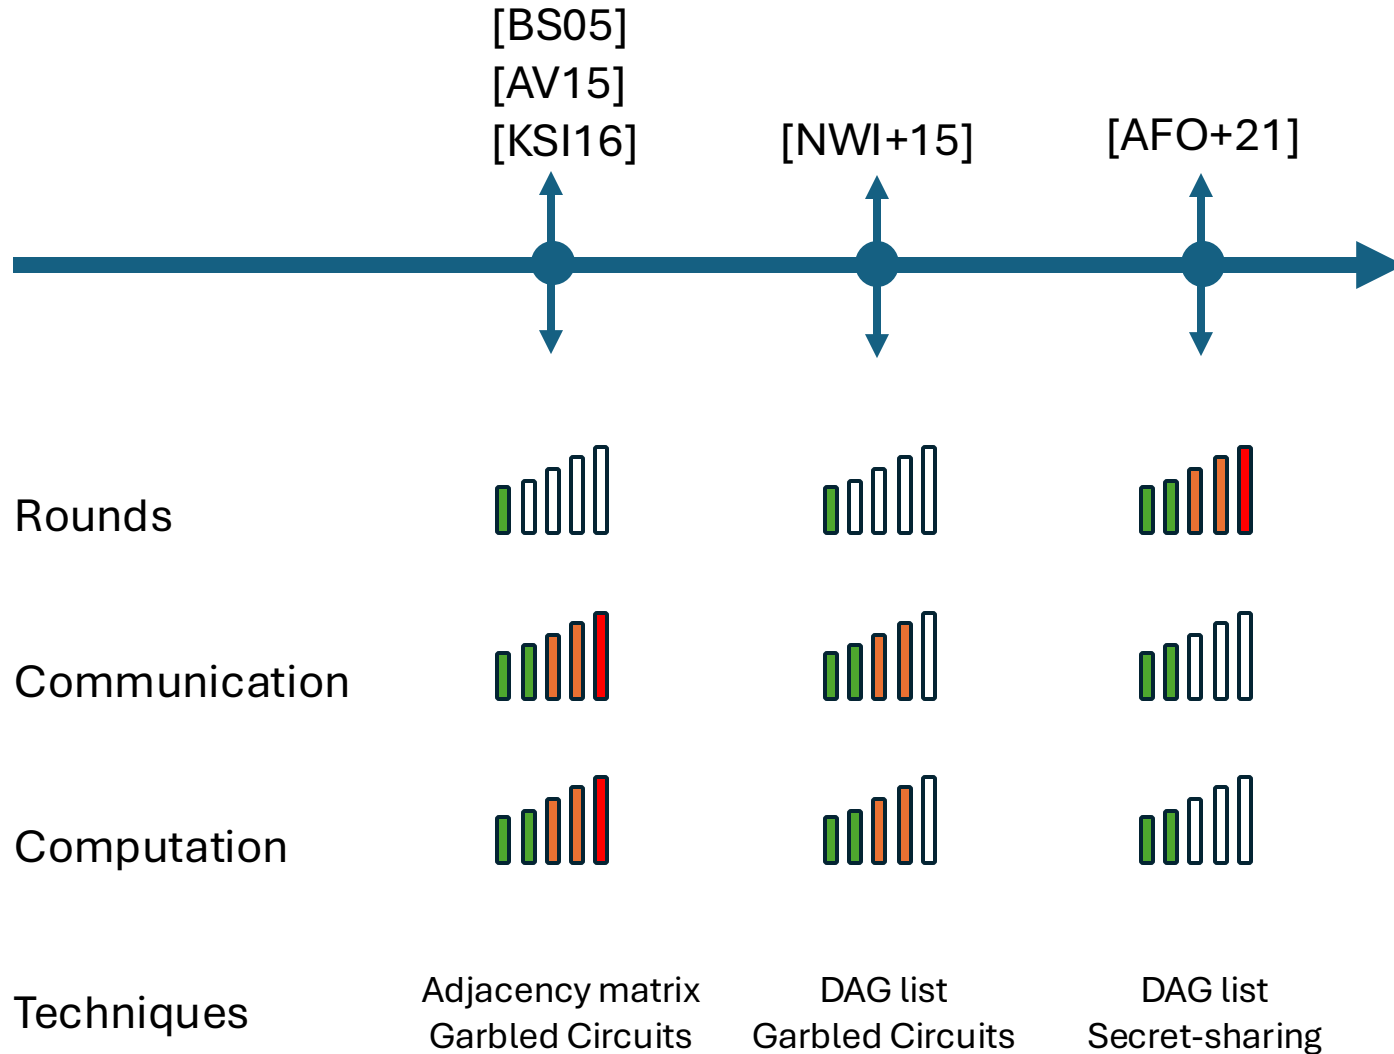 [BS05]
[AV15]
[KSI16]
[NWI+15]
[AFO+21]
Rounds
Communication
Computation
Techniques
Adjacency matrix
Garbled Circuits
DAG list
Garbled Circuits
DAG list
Secret-sharing